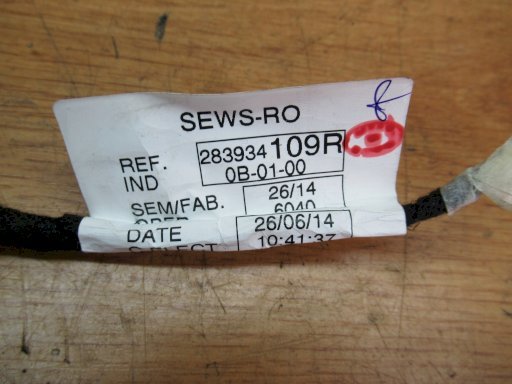 SEWS-RO
REF. 283934109R
IND 0B-01-00
SEM/FAB. 26/14
6040
DATE 26/06/14
10:41:37